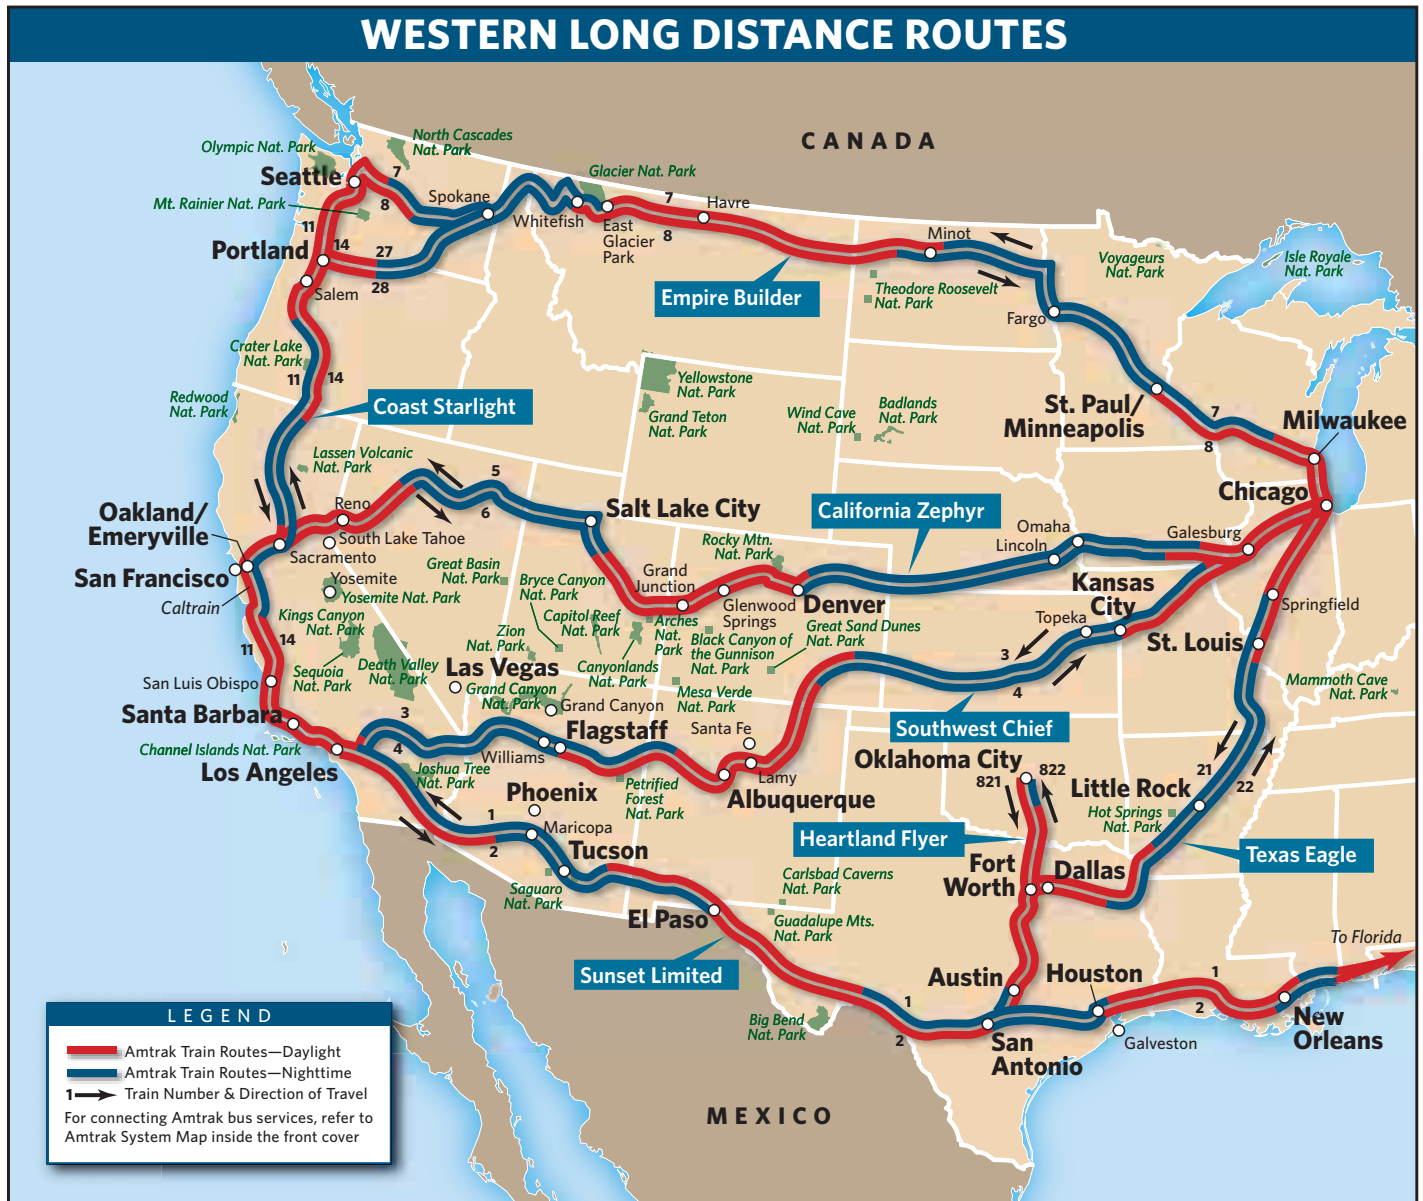 WESTERN LONG DISTANCE ROUTES
CANADA
North Cascades
Nat. Park
Olympic Nat. Park
Seattle
7
8
Mt. Rainier Nat. Park
Spokane
Glacier Nat. Park
Whitefish
East
Glacier
Park
7
8
Havre
Minot
Voyageurs
Nat. Park
Isle Royale
Nat. Park
11
14
Portland
27
28
Salem
Empire Builder
Theodore Roosevelt
Nat. Park
Fargo
Crater Lake
Nat. Park
11
14
Redwood
Nat. Park
Coast Starlight
Yellowstone
Nat. Park
Grand Teton
Nat. Park
Wind Cave
Nat. Park
Badlands
Nat. Park
St. Paul/
Minneapolis
7
8
Milwaukee
Chicago
Lassen Volcanic
Nat. Park
5
6
Reno
Oakland/
Emeryville
South Lake Tahoe
Sacramento
San Francisco
Caltrain
Salt Lake City
California Zephyr
Omaha
Lincoln
Galesburg
Rocky Mtn.
Nat. Park
Great Basin
Nat. Park
Grand
Junction
Glenwood
Springs
Denver
Kansas
City
Topeka
Springfield
St. Louis
Yosemite
Yosemite Nat. Park
Kings Canyon
Nat. Park
Bryce Canyon
Nat. Park
Capitol Reef
Nat. Park
Arches
Nat.
Park
Black Canyon of
the Gunnison
Nat. Park
Great Sand Dunes
Nat. Park
Zion
Nat. Park
Canyonlands
Nat. Park
3
4
11
14
Sequoia
Nat. Park
Death Valley
Nat. Park
Las Vegas
Grand Canyon
Nat. Park
Grand Canyon
Mesa Verde
Nat. Park
Mammoth Cave
Nat. Park
San Luis Obispo
Santa Barbara
Channel Islands Nat. Park
Los Angeles
3
4
Williams
Flagstaff
Santa Fe
Lamy
Albuquerque
Southwest Chief
Oklahoma City
821
822
Little Rock
Hot Springs
Nat. Park
21
22
Joshua Tree
Nat. Park
Petrified
Forest
Nat. Park
Phoenix
Maricopa
1
2
Tucson
Heartland Flyer
Texas Eagle
Fort
Worth
Dallas
Saguaro
Nat. Park
Carlsbad Caverns
Nat. Park
El Paso
Guadalupe Mts.
Nat. Park
Sunset Limited
To Florida
Austin
Houston
1
2
Big Bend
Nat. Park
1
2
San
Antonio
Galveston
New
Orleans
MEXICO
LEGEND
Amtrak Train Routes—Daylight
Amtrak Train Routes—Nighttime
1 Train Number & Direction of Travel
For connecting Amtrak bus services, refer to
Amtrak System Map inside the front cover